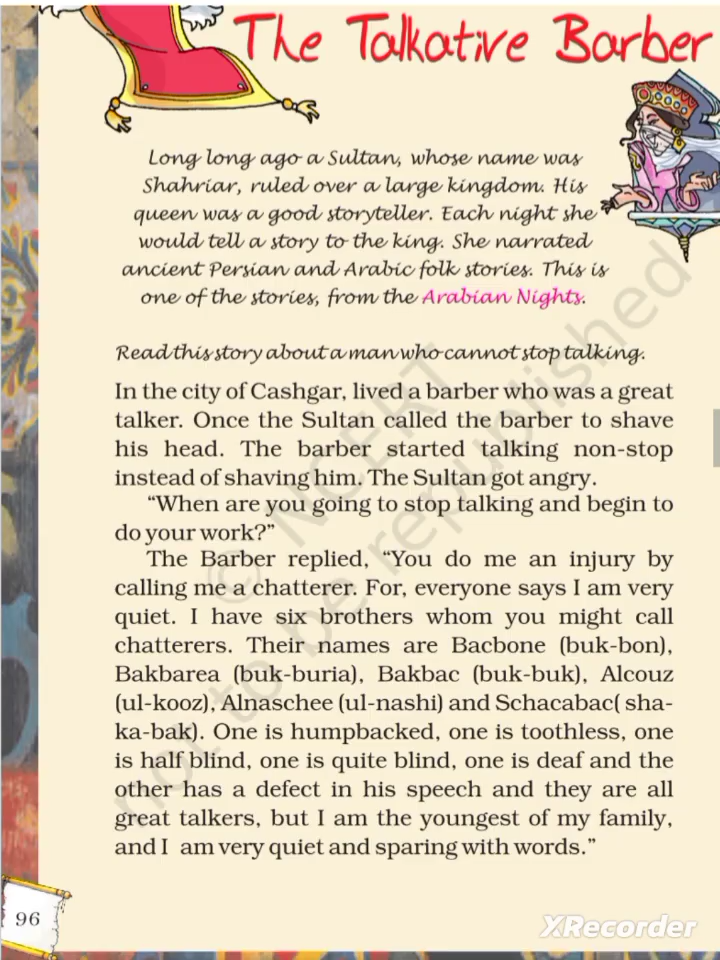 The Talkative Barber
Long long ago a Sultan, whose name was
Shahriar, ruled over a large kingdom. His
queen was a good storyteller. Each night she
would tell a story to the king. She narrated
ancient Persian and Arabic folk stories. This is
one of the stories, from the Arabian Nights.
Read this story about a man who cannot stop talking.
In the city of Cashgar, lived a barber who was a great
talker. Once the Sultan called the barber to shave
his head. The barber started talking non-stop
instead of shaving him. The Sultan got angry.
“When are you going to stop talking and begin to
do your work?”
The Barber replied, “You do me an injury by
calling me a chatterer. For, everyone says I am very
quiet. I have six brothers whom you might call
chatterers. Their names are Bacbone (buk-bon),
Bakbarea (buk-buria), Bakbac (buk-buk), Alcouz
(ul-kooz), Alnaschee (ul-nashi) and Schacabac( sha-
ka-bak). One is humpbacked, one is toothless, one
is half blind, one is quite blind, one is deaf and the
other has a defect in his speech and they are all
great talkers, but I am the youngest of my family,
and I am very quiet and sparing with words.”
96
© NCERT
not to be republished
XRecorder